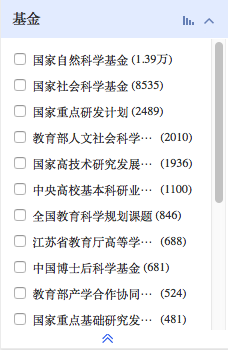 基金
国家自然科学基金 (1.39万)
国家社会科学基金 (8535)
国家重点研发计划 (2489)
教育部人文社会科学… (2010)
国家高技术研究发展… (1936)
中央高校基本科研业… (1100)
全国教育科学规划课题 (846)
江苏省教育厅高等学… (688)
中国博士后科学基金 (681)
教育部产学合作协同… (524)
国家重点基础研究发… (481)